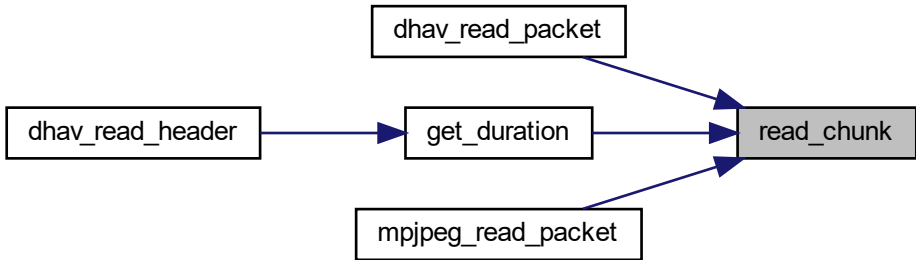 dhav_read_packet
dhav_read_header
get_duration
read_chunk
mpjpeg_read_packet